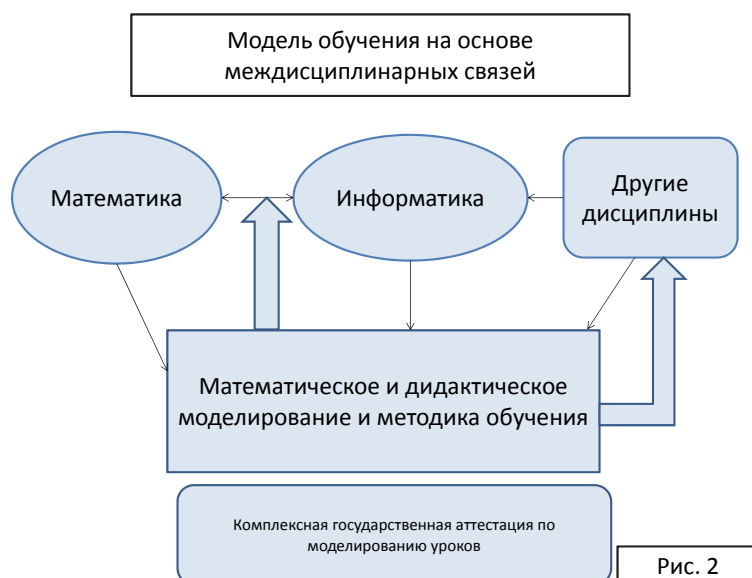 Модель обучения на основе
междисциплинарных связей
Математика
Информатика
Другие
дисциплины
Математическое и дидактическое
моделирование и методика обучения
Комплексная государственная аттестация по
моделированию уроков
Рис. 2